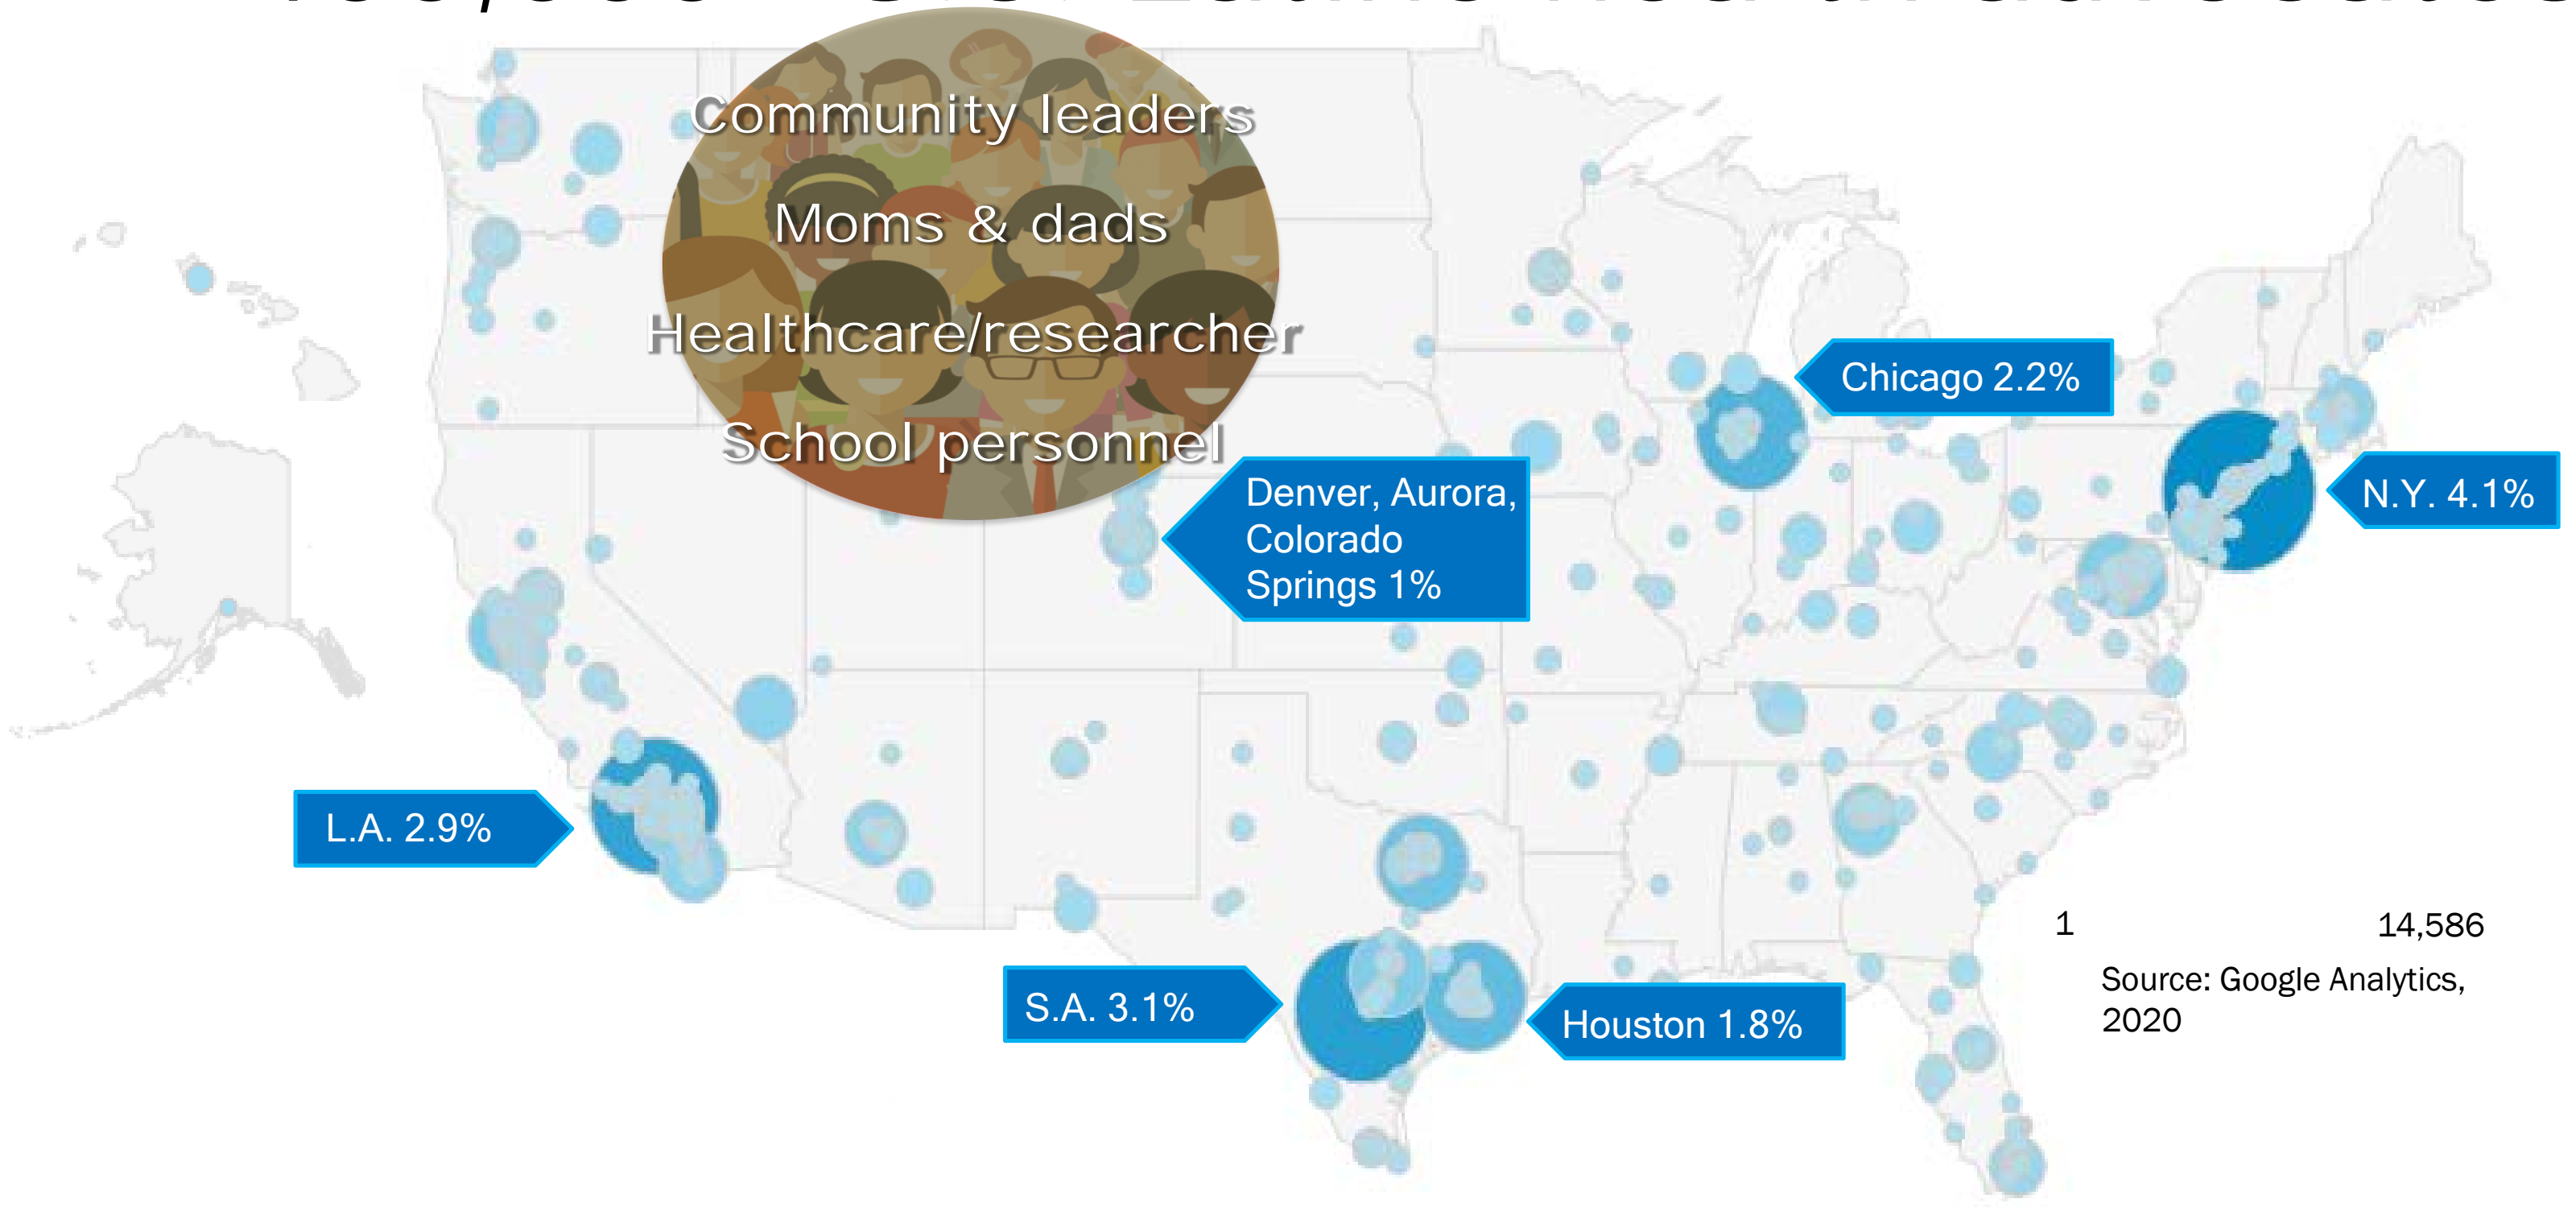 Community leaders
Moms & dads
Healthcare/researcher
School personnel
Chicago 2.2%
N.Y. 4.1%
Denver, Aurora,
Colorado
Springs 1%
L.A. 2.9%
S.A. 3.1%
Houston 1.8%
1 14,586
Source: Google Analytics,
2020